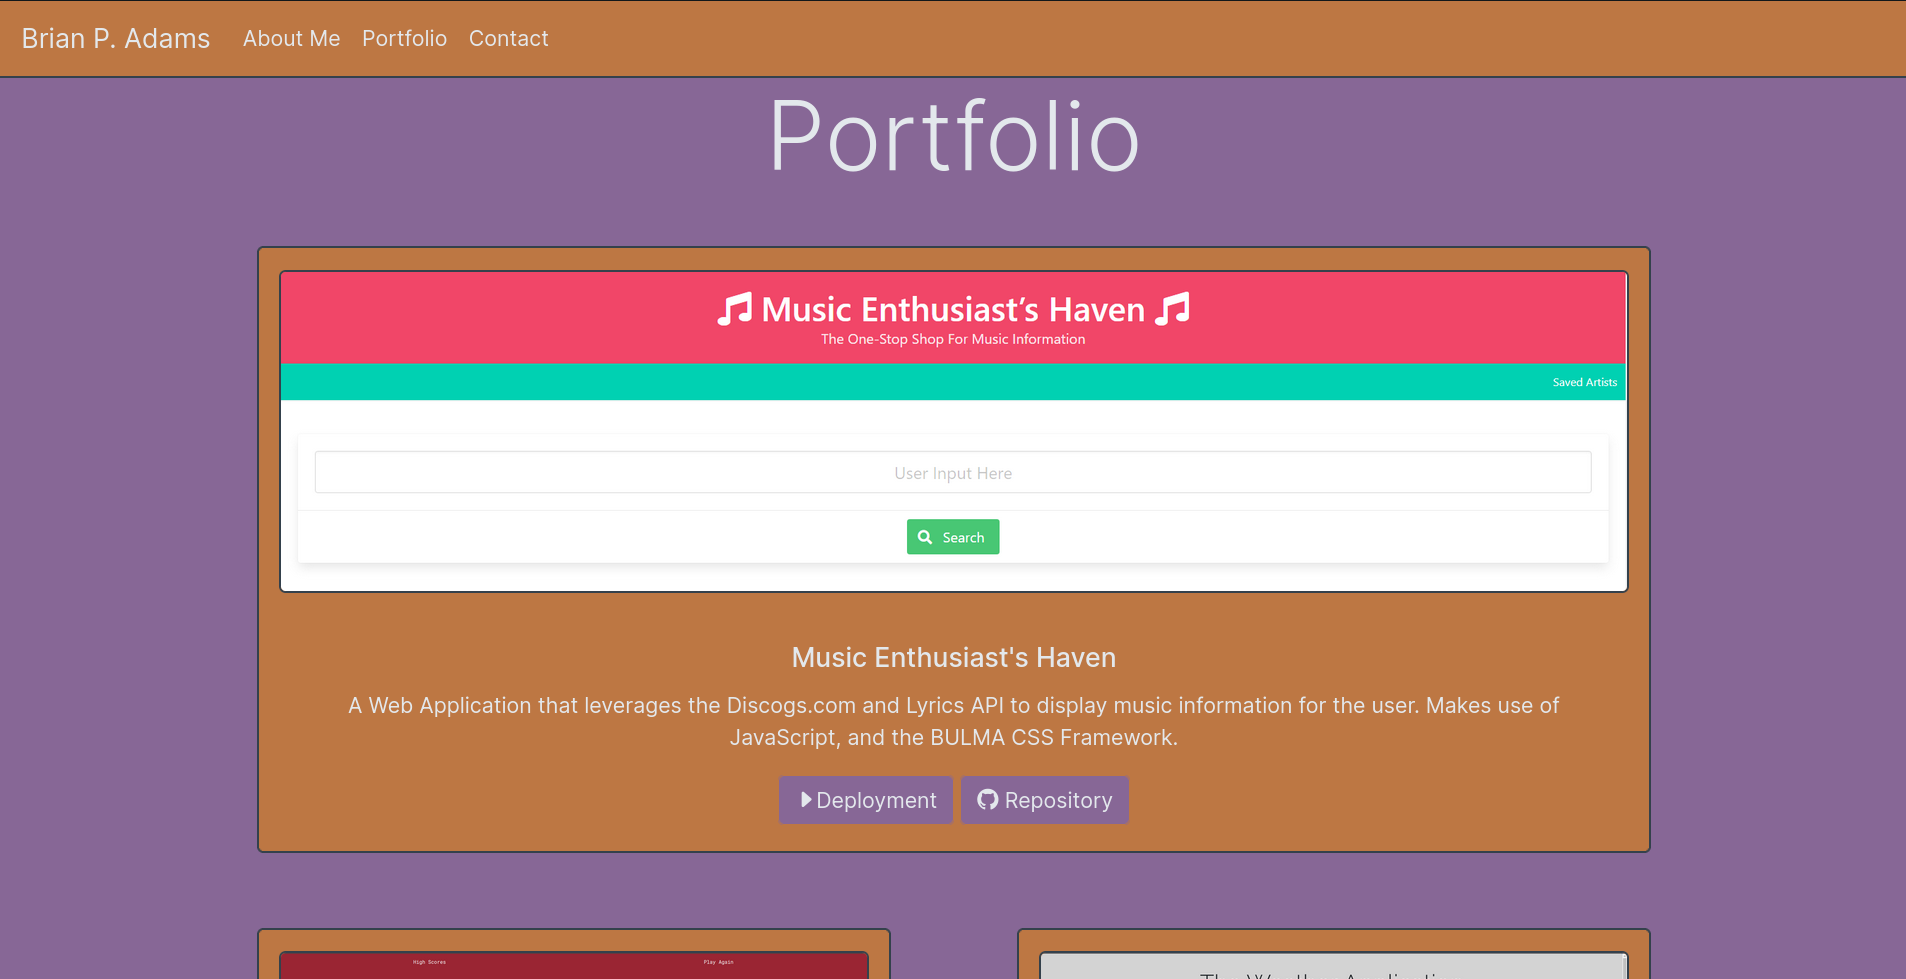 Brian P. Adams About Me Portfolio Contact
Portfolio
Music Enthusiast’s Haven
The One-Stop Shop For Music Information
Saved Artists
User Input Here
Search
Music Enthusiast's Haven
A Web Application that leverages the Discogs.com and Lyrics API to display music information for the user. Makes use of
JavaScript, and the BULMA CSS Framework.
Deployment Repository
High Scores Play Again